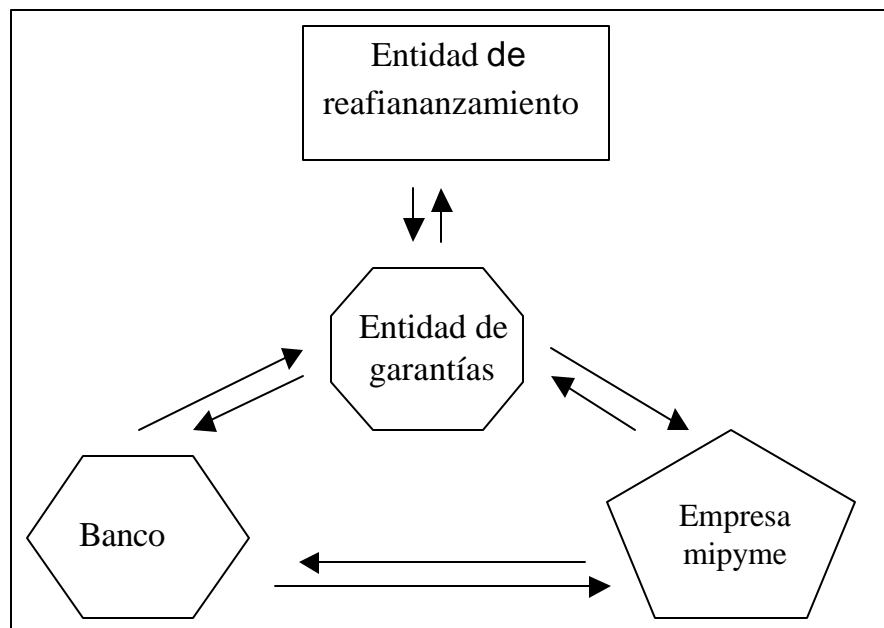 Entidad de
reafiananzamiento
Entidad de
garantías
Banco
Empresa
mipyme